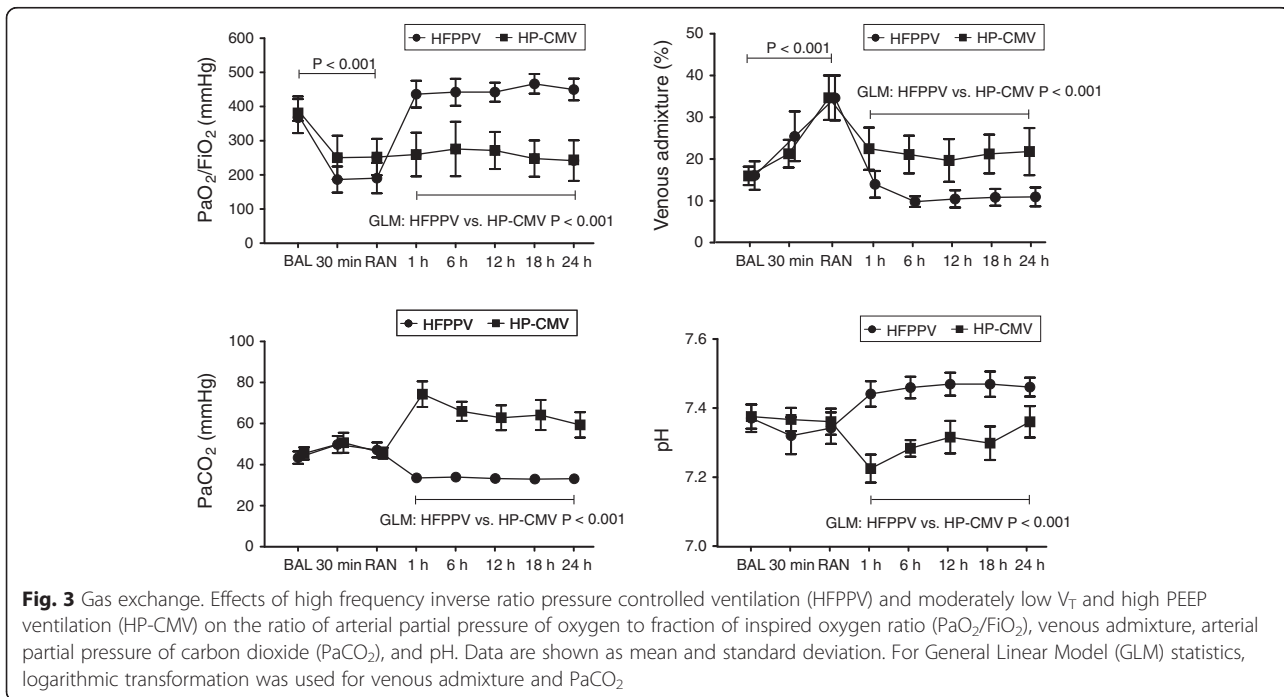 HFPPV HP-CMV
600
500
400
300
200
100
0
PaO₂/FiO₂ (mmHg)
P < 0.001
GLM: HFPPV vs. HP-CMV P < 0.001
BAL 30 min RAN 1 h 6 h 12 h 18 h 24 h
HFPPV HP-CMV
50
40
30
20
10
0
Venous admixture (%)
P < 0.001
GLM: HFPPV vs. HP-CMV P < 0.001
BAL 30 min RAN 1 h 6 h 12 h 18 h 24 h
HFPPV HP-CMV
100
80
60
40
20
0
PaCO₂ (mmHg)
GLM: HFPPV vs. HP-CMV P < 0.001
BAL 30 min RAN 1 h 6 h 12 h 18 h 24 h
HFPPV HP-CMV
7.6
7.4
7.2
7.0
pH
GLM: HFPPV vs. HP-CMV P < 0.001
BAL 30 min RAN 1 h 6 h 12 h 18 h 24 h
Fig. 3 Gas exchange. Effects of high frequency inverse ratio pressure controlled ventilation (HFPPV) and moderately low V_T and high PEEP
ventilation (HP-CMV) on the ratio of arterial partial pressure of oxygen to fraction of inspired oxygen ratio (PaO₂/FiO₂), venous admixture, arterial
partial pressure of carbon dioxide (PaCO₂), and pH. Data are shown as mean and standard deviation. For General Linear Model (GLM) statistics,
logarithmic transformation was used for venous admixture and PaCO₂